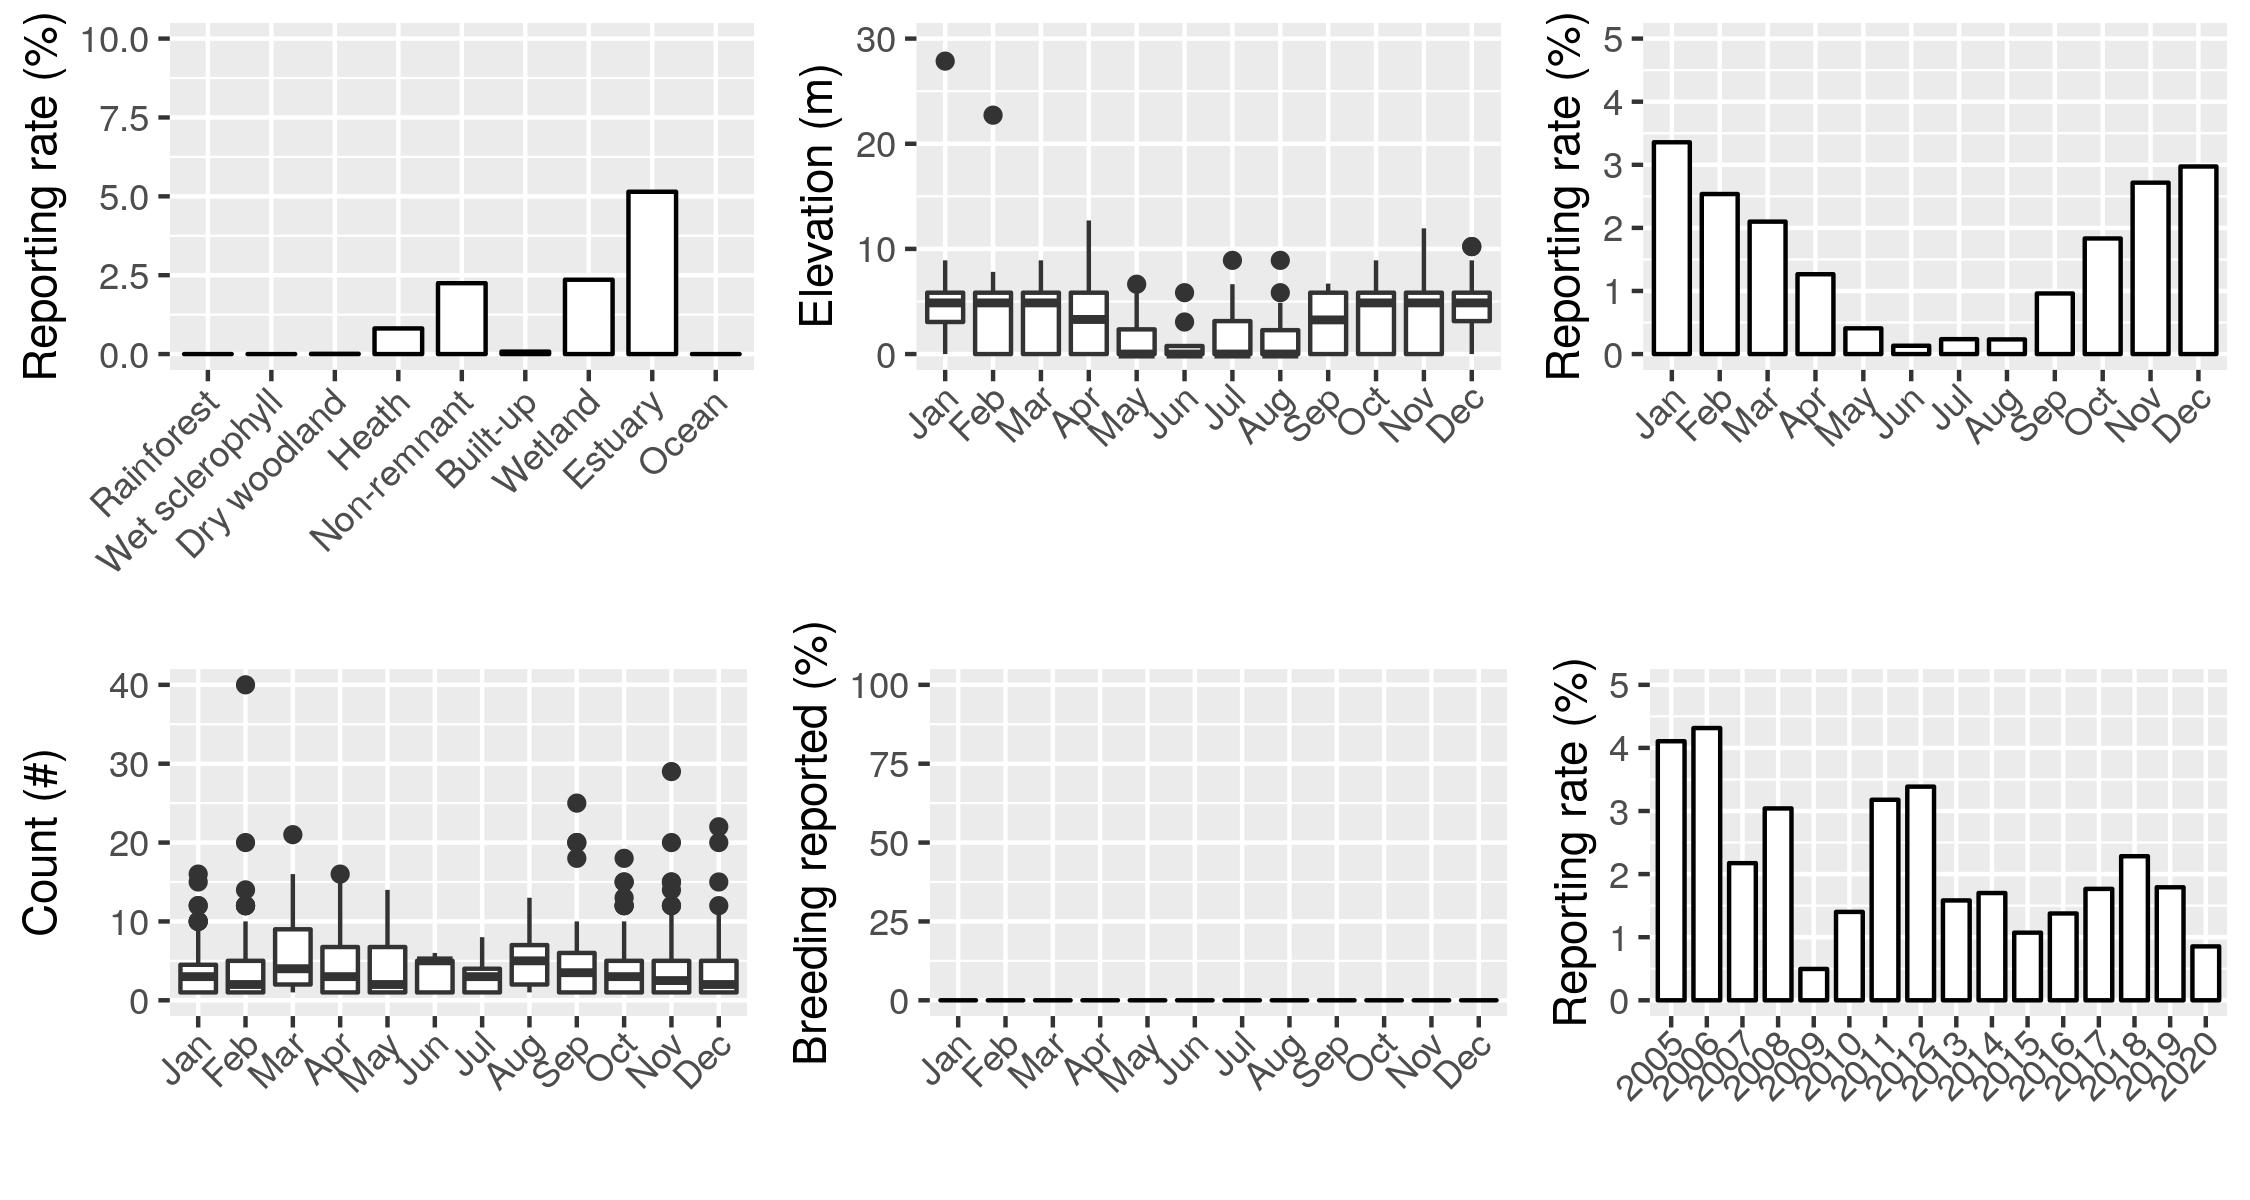 Reporting rate (%)
10.0
7.5
5.0
2.5
0.0
Rainforest
Wet sclerophyll
Dry woodland
Heath
Non-remnant
Built-up
Wetland
Estuary
Ocean
Elevation (m)
30
20
10
0
Jan
Feb
Mar
Apr
May
Jun
Jul
Aug
Sep
Oct
Nov
Dec
Reporting rate (%)
5
4
3
2
1
0
Jan
Feb
Mar
Apr
May
Jun
Jul
Aug
Sep
Oct
Nov
Dec
Count (#)
40
30
20
10
0
Jan
Feb
Mar
Apr
May
Jun
Jul
Aug
Sep
Oct
Nov
Dec
Breeding reported (%)
100
75
50
25
0
Jan
Feb
Mar
Apr
May
Jun
Jul
Aug
Sep
Oct
Nov
Dec
Reporting rate (%)
5
4
3
2
1
0
2005
2006
2007
2008
2009
2010
2011
2012
2013
2014
2015
2016
2017
2018
2019
2020